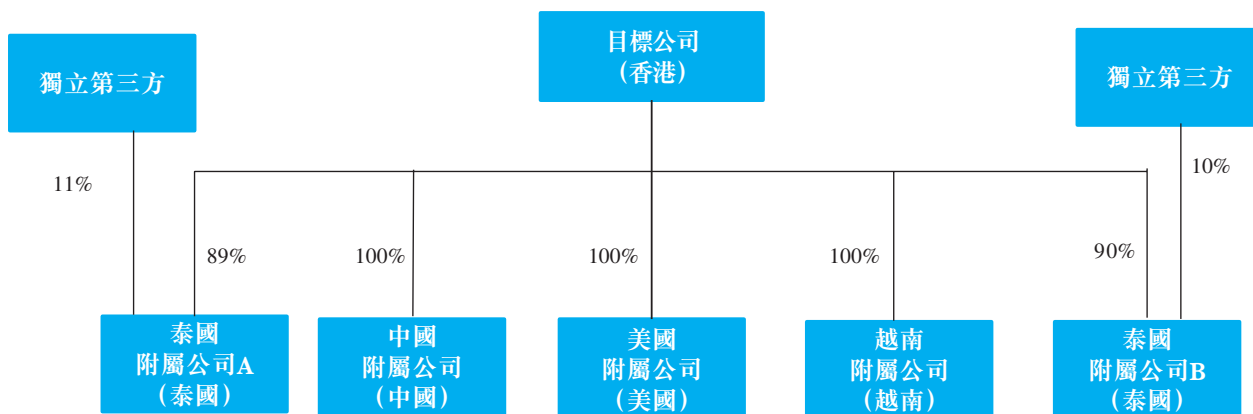 獨立第三方
目標公司
（香港）
獨立第三方
11%
10%
89%
100%
100%
100%
90%
泰國
附屬公司A
（泰國）
中國
附屬公司
（中國）
美國
附屬公司
（美國）
越南
附屬公司
（越南）
泰國
附屬公司B
（泰國）